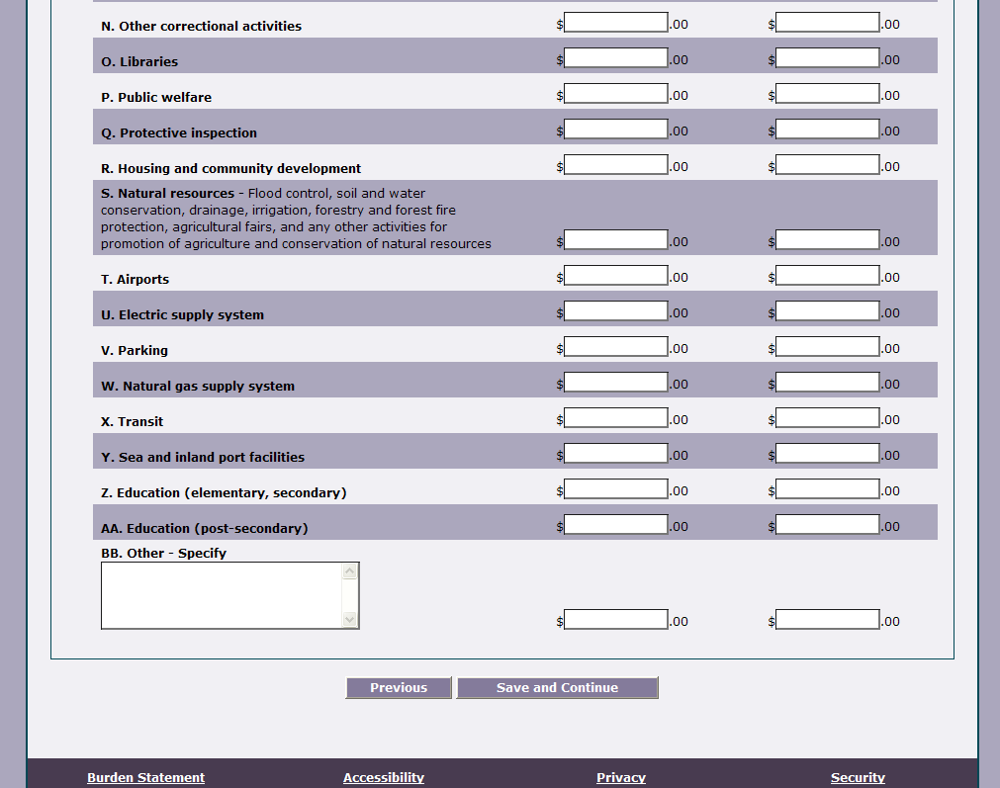 N. Other correctional activities $ .00 $ .00
O. Libraries $ .00 $ .00
P. Public welfare $ .00 $ .00
Q. Protective inspection $ .00 $ .00
R. Housing and community development $ .00 $ .00
S. Natural resources - Flood control, soil and water
conservation, drainage, irrigation, forestry and forest fire
protection, agricultural fairs, and any other activities for
promotion of agriculture and conservation of natural resources $ .00 $ .00
T. Airports $ .00 $ .00
U. Electric supply system $ .00 $ .00
V. Parking $ .00 $ .00
W. Natural gas supply system $ .00 $ .00
X. Transit $ .00 $ .00
Y. Sea and inland port facilities $ .00 $ .00
Z. Education (elementary, secondary) $ .00 $ .00
AA. Education (post-secondary) $ .00 $ .00
BB. Other - Specify
$ .00 $ .00
Previous Save and Continue
Burden Statement Accessibility Privacy Security